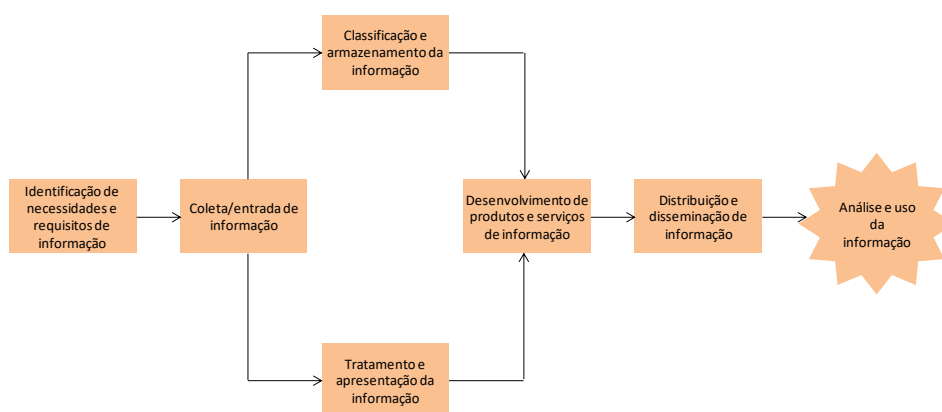 Classificação e
armazenamento da
informação
Identificação de
necessidades e
requisitos de
informação
Coleta/entrada de
informação
Desenvolvimento de
produtos e serviços
de informação
Distribuição e
disseminação de
informação
Análise e uso
da
informação
Tratamento e
apresentação da
informação